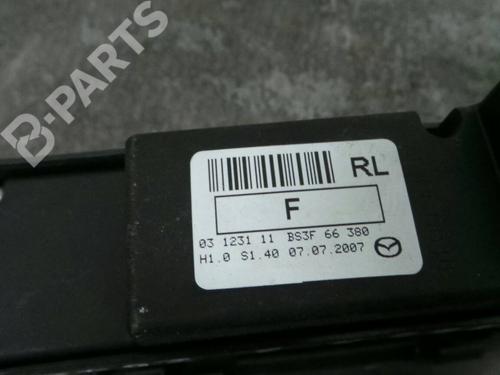 B-PARTS
RL
F
03 1231 11 BS3F 66 380
H1.0 S1.40 07.07.2007